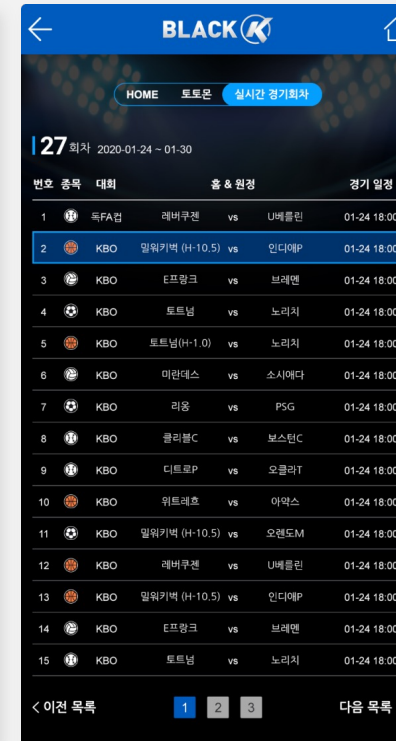 BLACK K
HOME 토토몬 실시간 경기회차
27 회차 2020-01-24 ~ 01-30
번호 종목 대회 홈 & 원정 경기 일정
1 독FA컵 레버쿠젠 vs U베를린 01-24 18:00
2 KBO 밀워키벅 (H-10.5) vs 인디애P 01-24 18:00
3 KBO E프랑크 vs 브레멘 01-24 18:00
4 KBO 토트넘 vs 노리치 01-24 18:00
5 KBO 토트넘(H-1.0) vs 노리치 01-24 18:00
6 KBO 미란데스 vs 소시애다 01-24 18:00
7 KBO 리옹 vs PSG 01-24 18:00
8 KBO 클리블C vs 보스턴C 01-24 18:00
9 KBO 디트로P vs 오클라T 01-24 18:00
10 KBO 위트레흐 vs 아약스 01-24 18:00
11 KBO 밀워키벅 (H-10.5) vs 오렌도M 01-24 18:00
12 KBO 레버쿠젠 vs U베를린 01-24 18:00
13 KBO 밀워키벅 (H-10.5) vs 인디애P 01-24 18:00
14 KBO E프랑크 vs 브레멘 01-24 18:00
15 KBO 토트넘 vs 노리치 01-24 18:00
< 이전 목록 1 2 3 다음 목록